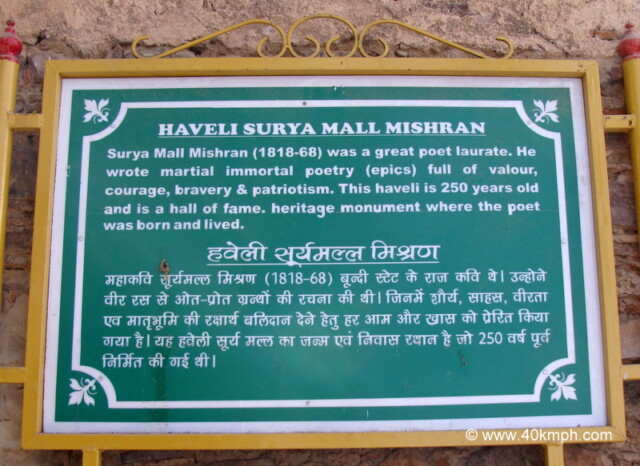 HAVELI SURYA MALL MISHRAN
Surya Mall Mishran (1818-68) was a great poet laurate. He
wrote martial immortal poetry (epics) full of valour,
courage, bravery & patriotism. This haveli is 250 years old
and is a hall of fame. heritage monument where the poet
was born and lived.
हवेली सूर्यमल्ल मिश्रण
महाकवि सूर्यमल्ल मिश्रण (1818-68) बून्दी स्टेट के राज कवि थे। उन्होने
वीर रस से ओत-प्रोत ग्रन्थों की रचना की थी। जिनमें शौर्य, साहस, वीरता
एवं मातृभूमि की रक्षार्थ बलिदान देने हेतु हर आम और खास को प्रेरित किया
गया है। यह हवेली सूर्य मल्ल का जन्म एवं निवास स्थान है जो 250 वर्ष पूर्व
निर्मित की गई थी।
©www.40kmph.com